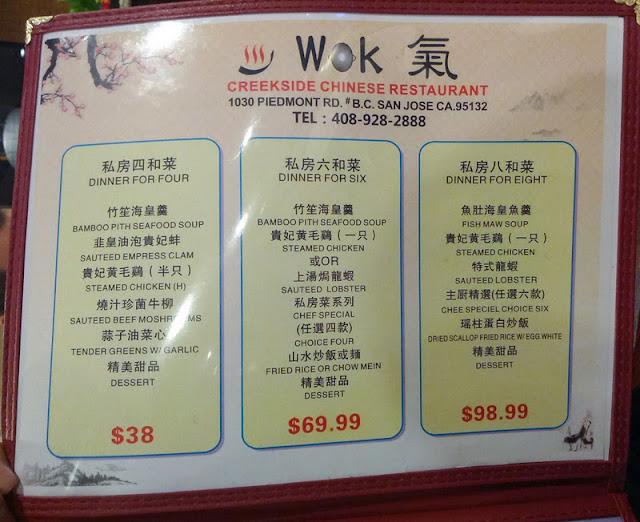 Wok 氣
CREEKSIDE CHINESE RESTAURANT
1030 PIEDMONT RD. #B.C. SAN JOSE CA.95132
TEL : 408-928-2888
私房四和菜
DINNER FOR FOUR
竹笙海皇羹
BAMBOO PITH SEAFOOD SOUP
韭皇油泡貴妃蚌
SAUTEED EMPRESS CLAM
貴妃黄毛鷄（半只）
STEAMED CHICKEN (H)
燒汁珍菌牛柳
SAUTEED BEEF MOSHROOMS
蒜子油菜心
TENDER GREENS W/ GARLIC
精美甜品
DESSERT
$38
私房六和菜
DINNER FOR SIX
竹笙海皇羹
BAMBOO PITH SEAFOOD SOUP
貴妃黄毛鷄（一只）
STEAMED CHICKEN
或OR
上湯焗龍蝦
SAUTEED LOBSTER
私房菜系列
CHEF SPECIAL
(任選四款)
CHOICE FOUR
山水炒飯或麵
FRIED RICE OR CHOW MEIN
精美甜品
DESSERT
$69.99
私房八和菜
DINNER FOR EIGHT
魚肚海皇魚羹
FISH MAW SOUP
貴妃黄毛鷄（一只）
STEAMED CHICKEN
特式龍蝦
SAUTEED LOBSTER
主厨精選(任選六款)
CHEE SPECIEL CHOICE SIX
瑶柱蛋白炒飯
DRIED SCALLOP FRIED RICE W/ EGG WHITE
精美甜品
DESSERT
$98.99